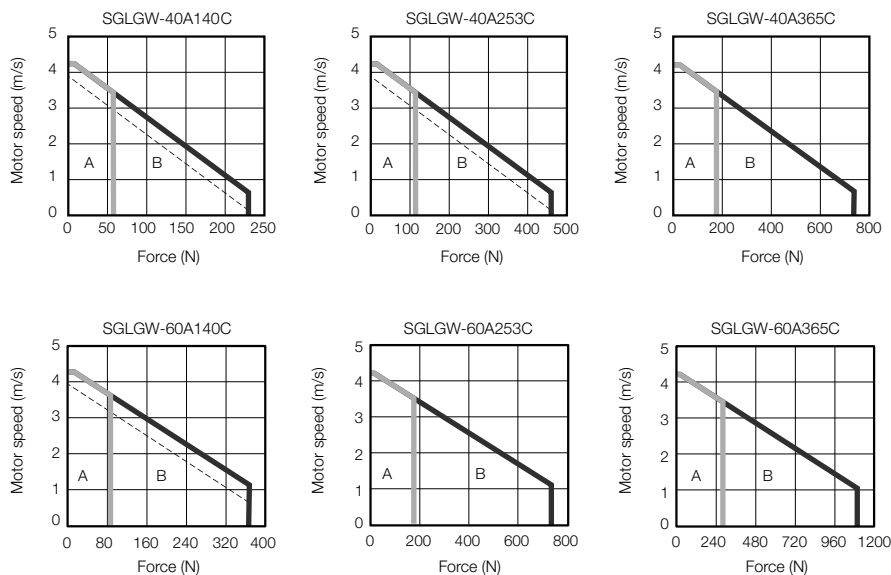 SGLGW-40A140C
5
4
3
2
1
0
Motor speed (m/s)
A
B
0 50 100 150 200 250
Force (N)
SGLGW-40A253C
5
4
3
2
1
0
Motor speed (m/s)
A
B
0 100 200 300 400 500
Force (N)
SGLGW-40A365C
5
4
3
2
1
0
Motor speed (m/s)
A
B
0 200 400 600 800
Force (N)
SGLGW-60A140C
5
4
3
2
1
0
Motor speed (m/s)
A
B
0 80 160 240 320 400
Force (N)
SGLGW-60A253C
5
4
3
2
1
0
Motor speed (m/s)
A
B
0 200 400 600 800
Force (N)
SGLGW-60A365C
5
4
3
2
1
0
Motor speed (m/s)
A
B
0 240 480 720 960 1200
Force (N)